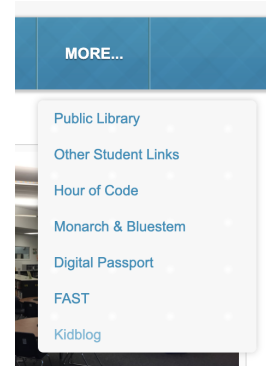 MORE...
Public Library
Other Student Links
Hour of Code
Monarch & Bluestem
Digital Passport
FAST
Kidblog